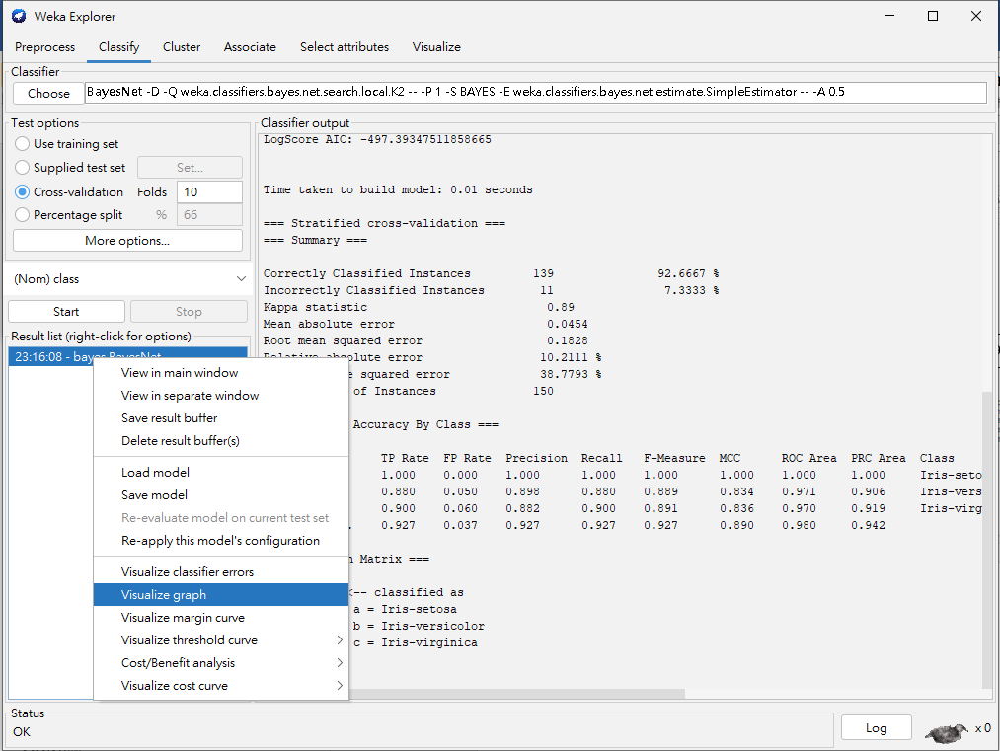 Weka Explorer
Preprocess Classify Cluster Associate Select attributes Visualize
Classifier
Choose BayesNet -D -Q weka.classifiers.bayes.net.search.local.K2 -- -P 1 -S BAYES -E weka.classifiers.bayes.net.estimate.SimpleEstimator -- -A 0.5
Test options
Use training set
Supplied test set Set...
Cross-validation Folds 10
Percentage split % 66
More options...
(Nom) class
Start Stop
Result list (right-click for options)
23:16:08 - bayes.BayesNet
View in main window
View in separate window
Save result buffer
Delete result buffer(s)
Load model
Save model
Re-evaluate model on current test set
Re-apply this model's configuration
Visualize classifier errors
Visualize graph
Visualize margin curve
Visualize threshold curve
Cost/Benefit analysis
Visualize cost curve
Classifier output
LogScore AIC: -497.39347511858665
Time taken to build model: 0.01 seconds
=== Stratified cross-validation ===
=== Summary ===
Correctly Classified Instances 139 92.6667 %
Incorrectly Classified Instances 11 7.3333 %
Kappa statistic 0.89
Mean absolute error 0.0454
Root mean squared error 0.1828
Relative absolute error 10.2111 %
squared error 38.7793 %
of Instances 150
Accuracy By Class ===
TP Rate FP Rate Precision Recall F-Measure MCC ROC Area PRC Area Class
1.000 0.000 1.000 1.000 1.000 1.000 1.000 1.000 Iris-seto
0.880 0.050 0.898 0.880 0.889 0.834 0.971 0.906 Iris-vers
0.900 0.060 0.882 0.900 0.891 0.836 0.970 0.919 Iris-virg
0.927 0.037 0.927 0.927 0.927 0.890 0.980 0.942
Matrix ===
<-- classified as
a = Iris-setosa
b = Iris-versicolor
c = Iris-virginica
Status
OK
Log x 0